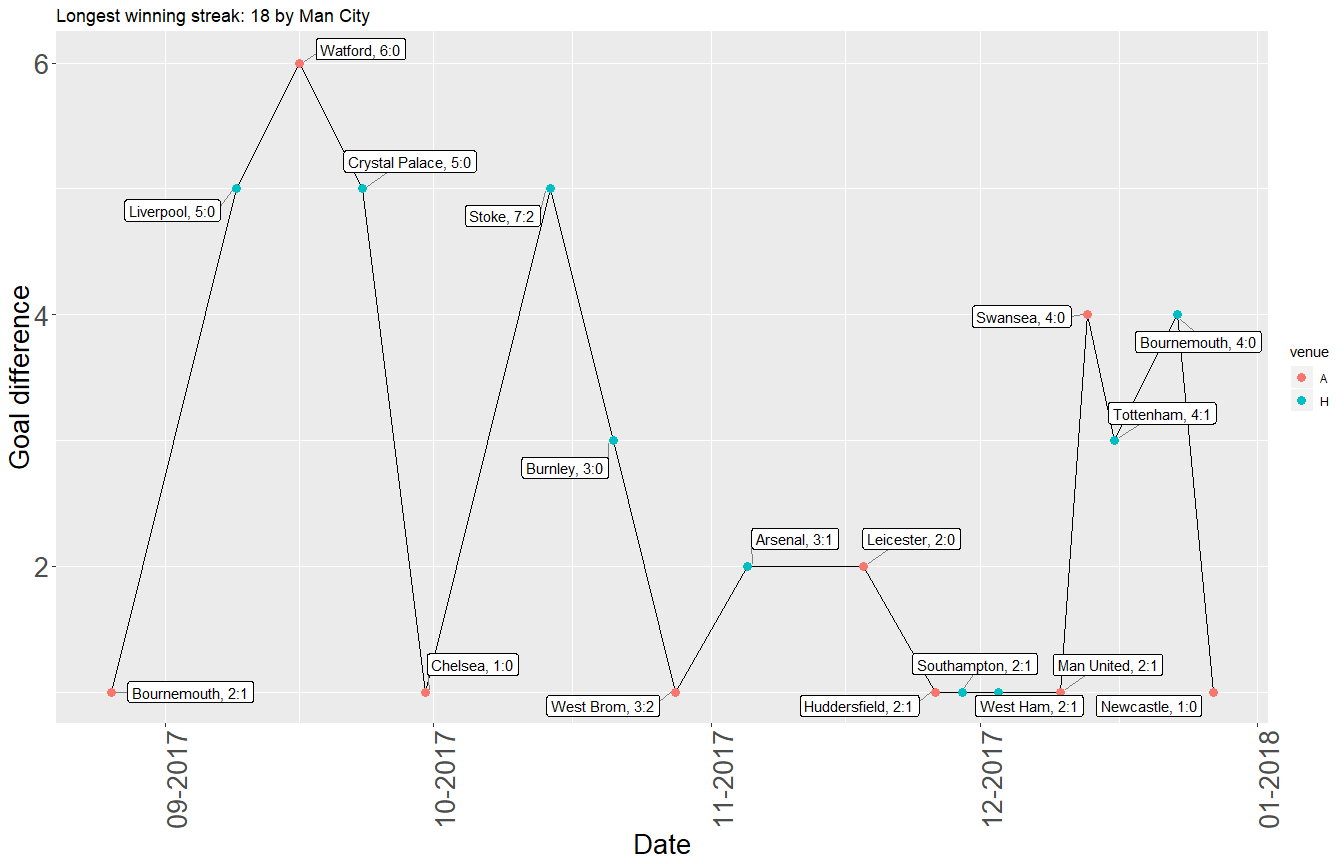 Longest winning streak: 18 by Man City
Goal difference
6
4
2
Watford, 6:0
Crystal Palace, 5:0
Liverpool, 5:0
Stoke, 7:2
Swansea, 4:0
Bournemouth, 4:0
Tottenham, 4:1
Burnley, 3:0
Arsenal, 3:1
Leicester, 2:0
Chelsea, 1:0
Southampton, 2:1
Man United, 2:1
Bournemouth, 2:1
West Brom, 3:2
Huddersfield, 2:1
West Ham, 2:1
Newcastle, 1:0
venue
A
H
09-2017
10-2017
11-2017
12-2017
01-2018
Date